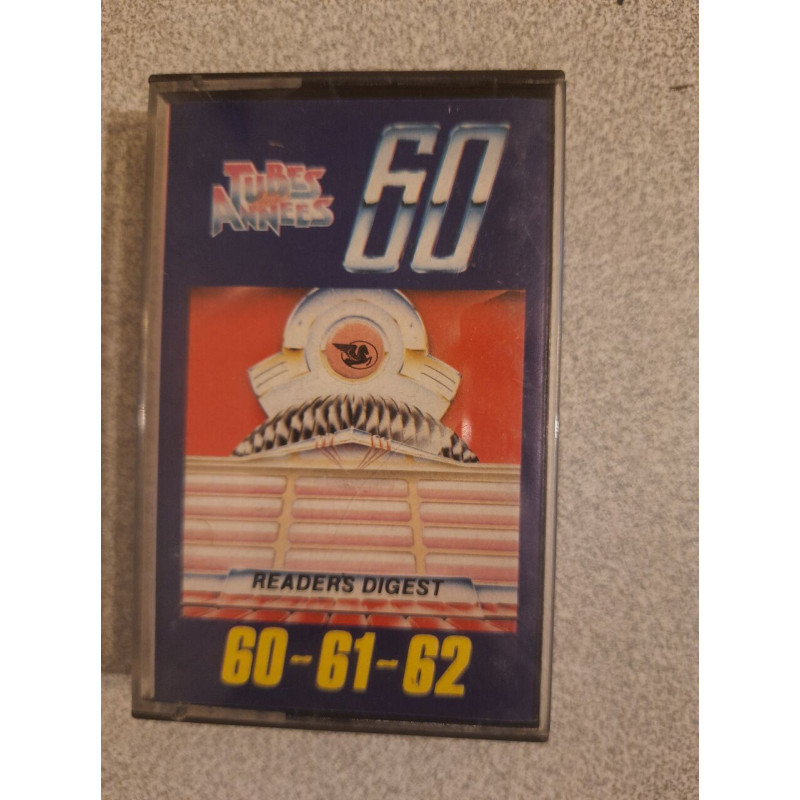 TUBES
ANNEES
60
READER'S DIGEST
60-61-62